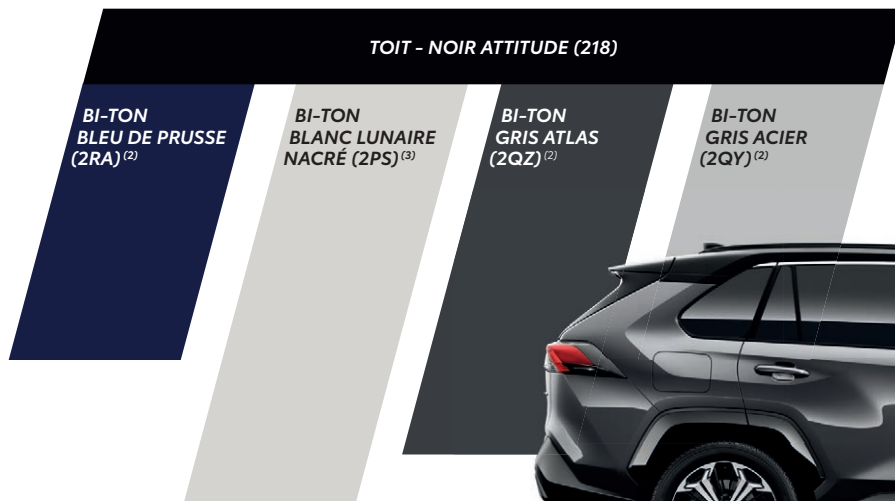 TOIT - NOIR ATTITUDE (218)
BI-TON
BLEU DE PRUSSE
(2RA) (2)
BI-TON
BLANC LUNAIRE
NACRÉ (2PS) (3)
BI-TON
GRIS ATLAS
(2QZ) (2)
BI-TON
GRIS ACIER
(2QY) (2)